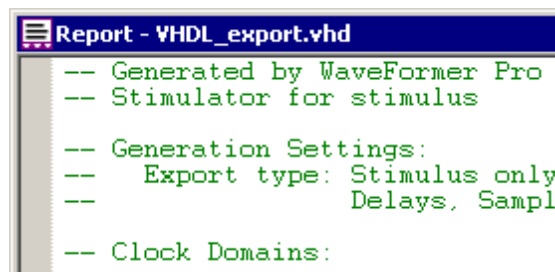 Report - VHDL_export.vhd
-- Generated by WaveFormer Pro
-- Stimulator for stimulus
-- Generation Settings:
--   Export type: Stimulus only
--                Delays, Sampl
-- Clock Domains: